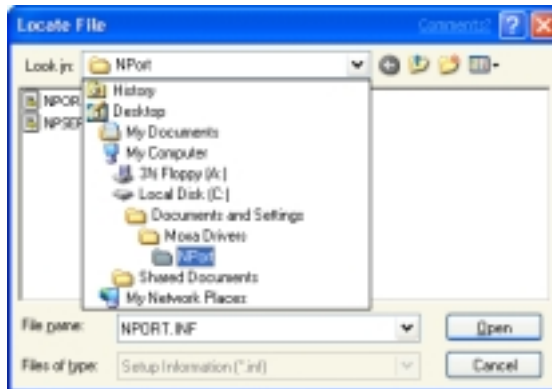 Locate File
Comments?
Look in: NPort
NPOR
NPSER
History
Desktop
My Documents
My Computer
3½ Floppy (A:)
Local Disk (C:)
Documents and Settings
Moxa Drivers
NPort
Shared Documents
My Network Places
File name: NPORT.INF
Open
Files of type: Setup Information (*.inf)
Cancel